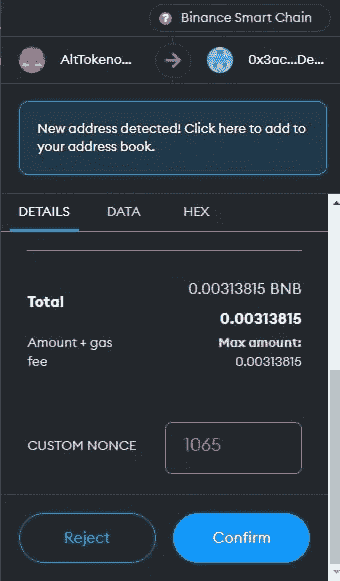 ? Binance Smart Chain
AltTokeno... 0x3ac...De...
New address detected! Click here to add to
your address book.
DETAILS DATA HEX
Total 0.00313815 BNB
0.00313815
Amount + gas Max amount:
fee 0.00313815
CUSTOM NONCE 1065
Reject Confirm